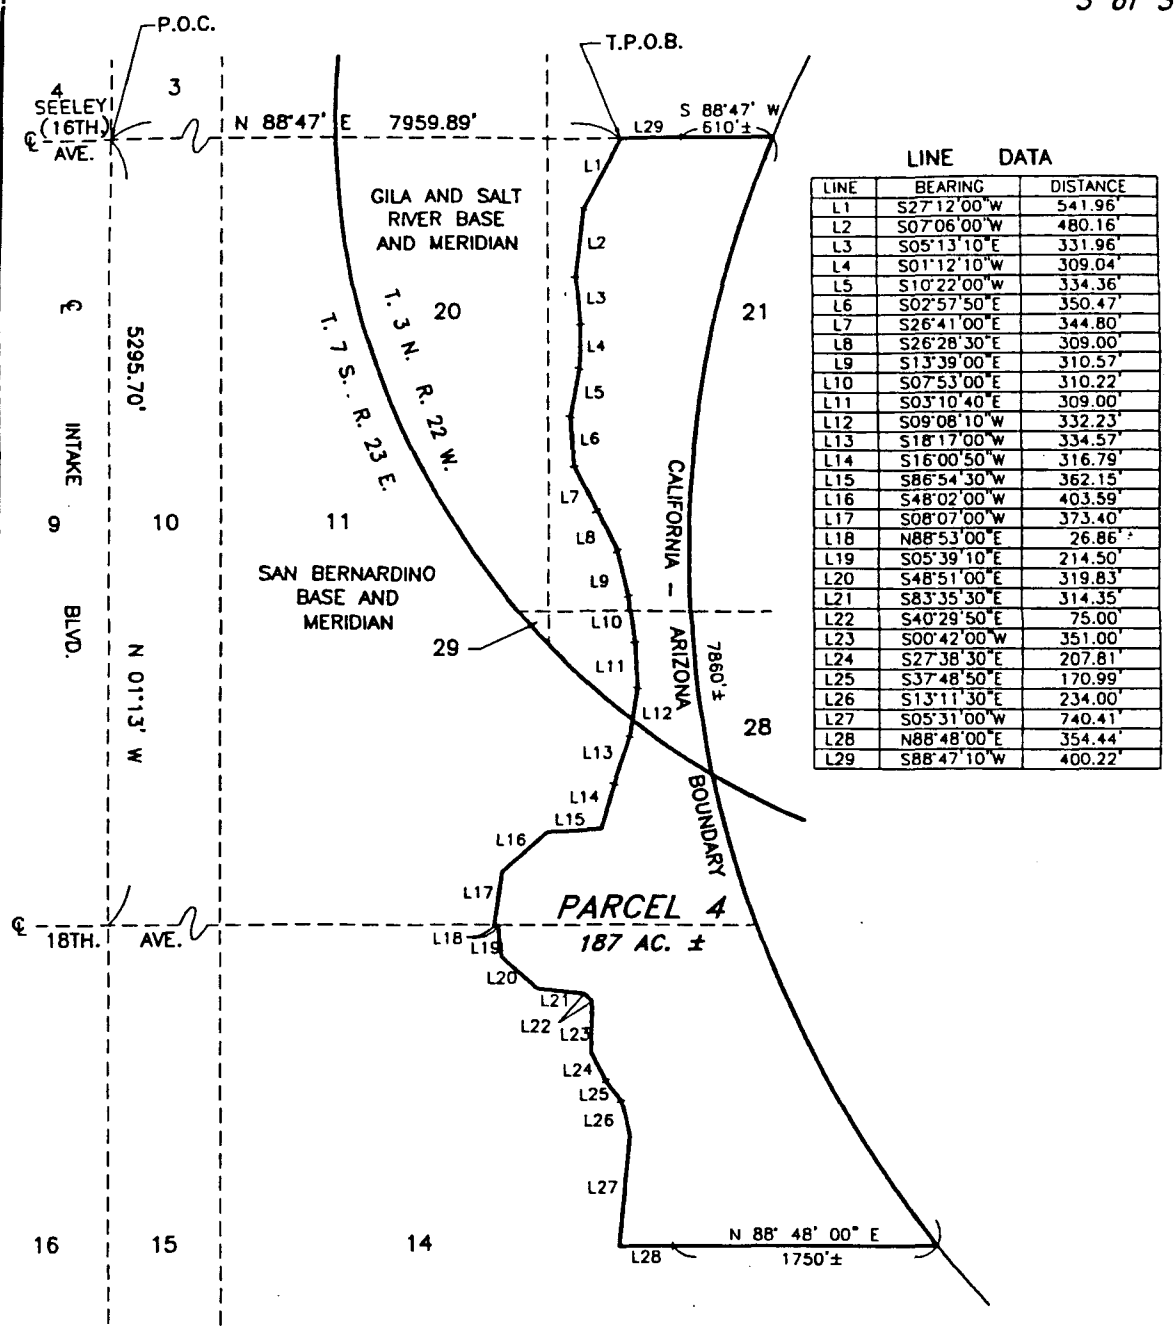 3 of 3
P.O.C.
T.P.O.B.
4
3
SEELEY
(16TH)
AVE.
N 88°47' E 7959.89'
L29
S 88°47' W
610'±
L1
GILA AND SALT
RIVER BASE
AND MERIDIAN
L2
L3
L4
L5
L6
L7
L8
L9
L10
L11
L12
L13
L14
L15
L16
L17
L18
L19
L20
L21
L22
L23
L24
L25
L26
L27
L28
20
21
T. 3 N. R. 22 W.
T. 7 S. R. 23 E.
℄ INTAKE BLVD.
5295.70'
N 01°13' W
9
10
11
SAN BERNARDINO
BASE AND
MERIDIAN
29
CALIFORNIA - ARIZONA BOUNDARY
7860'±
28
PARCEL 4
187 AC. ±
℄
18TH. AVE.
16
15
14
N 88° 48' 00" E
1750'±
LINE DATA
LINE BEARING DISTANCE
L1 S27°12'00"W 541.96'
L2 S07°06'00"W 480.16'
L3 S05°13'10"E 331.96'
L4 S01°12'10"W 309.04'
L5 S10°22'00"W 334.36'
L6 S02°57'50"E 350.47'
L7 S26°41'00"E 344.80'
L8 S26°28'30"E 309.00'
L9 S13°39'00"E 310.57'
L10 S07°53'00"E 310.22'
L11 S03°10'40"E 309.00'
L12 S09°08'10"W 332.23'
L13 S18°17'00"W 334.57'
L14 S16°00'50"W 316.79'
L15 S86°54'30"W 362.15'
L16 S48°02'00"W 403.59'
L17 S08°07'00"W 373.40'
L18 N88°53'00"E 26.86'
L19 S05°39'10"E 214.50'
L20 S48°51'00"E 319.83'
L21 S83°35'30"E 314.35'
L22 S40°29'50"E 75.00'
L23 S00°42'00"W 351.00'
L24 S27°38'30"E 207.81'
L25 S37°48'50"E 170.99'
L26 S13°11'30"E 234.00'
L27 S05°31'00"W 740.41'
L28 N88°48'00"E 354.44'
L29 S88°47'10"W 400.22'